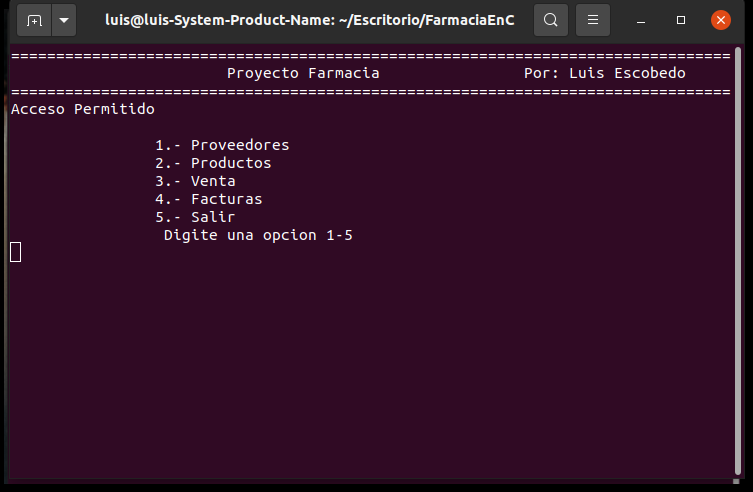 luis@luis-System-Product-Name: ~/Escritorio/FarmaciaEnC
================================================================================
Proyecto Farmacia Por: Luis Escobedo
================================================================================
Acceso Permitido
1.- Proveedores
2.- Productos
3.- Venta
4.- Facturas
5.- Salir
Digite una opcion 1-5